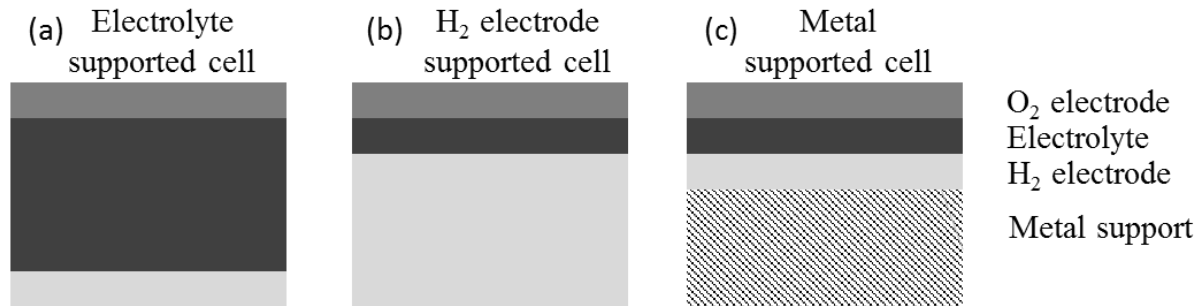 (a) Electrolyte
supported cell
(b) H₂ electrode
supported cell
(c) Metal
supported cell
O₂ electrode
Electrolyte
H₂ electrode
Metal support